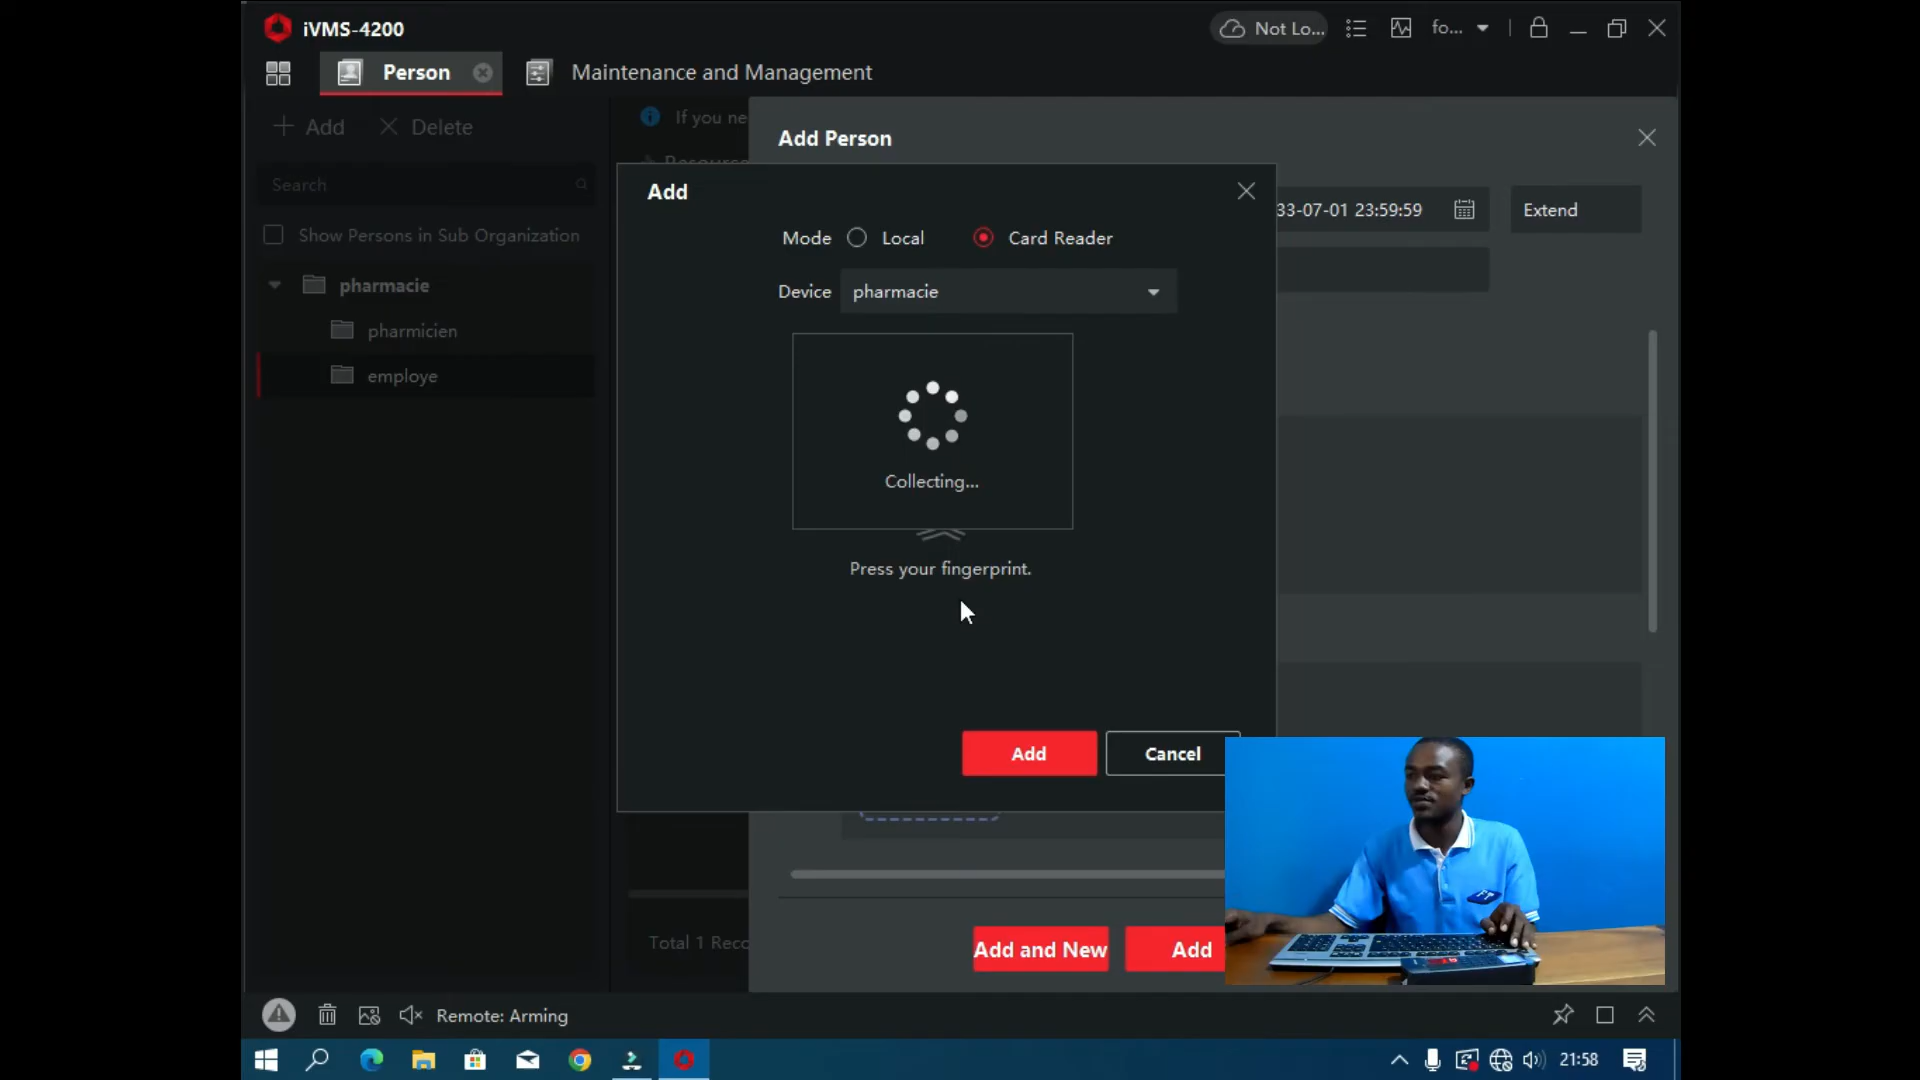 iVMS-4200
Not Lo...
fo...
Person
Maintenance and Management
Add
Delete
If you ne
Add Person
Resource
Search
Add
33-07-01 23:59:59
Extend
Mode
Local
Card Reader
Show Persons in Sub Organization
Device
pharmacie
pharmacie
pharmicien
employe
Collecting...
Press your fingerprint.
Add
Cancel
Total 1 Reco
Add and New
Add
Remote: Arming
21:58